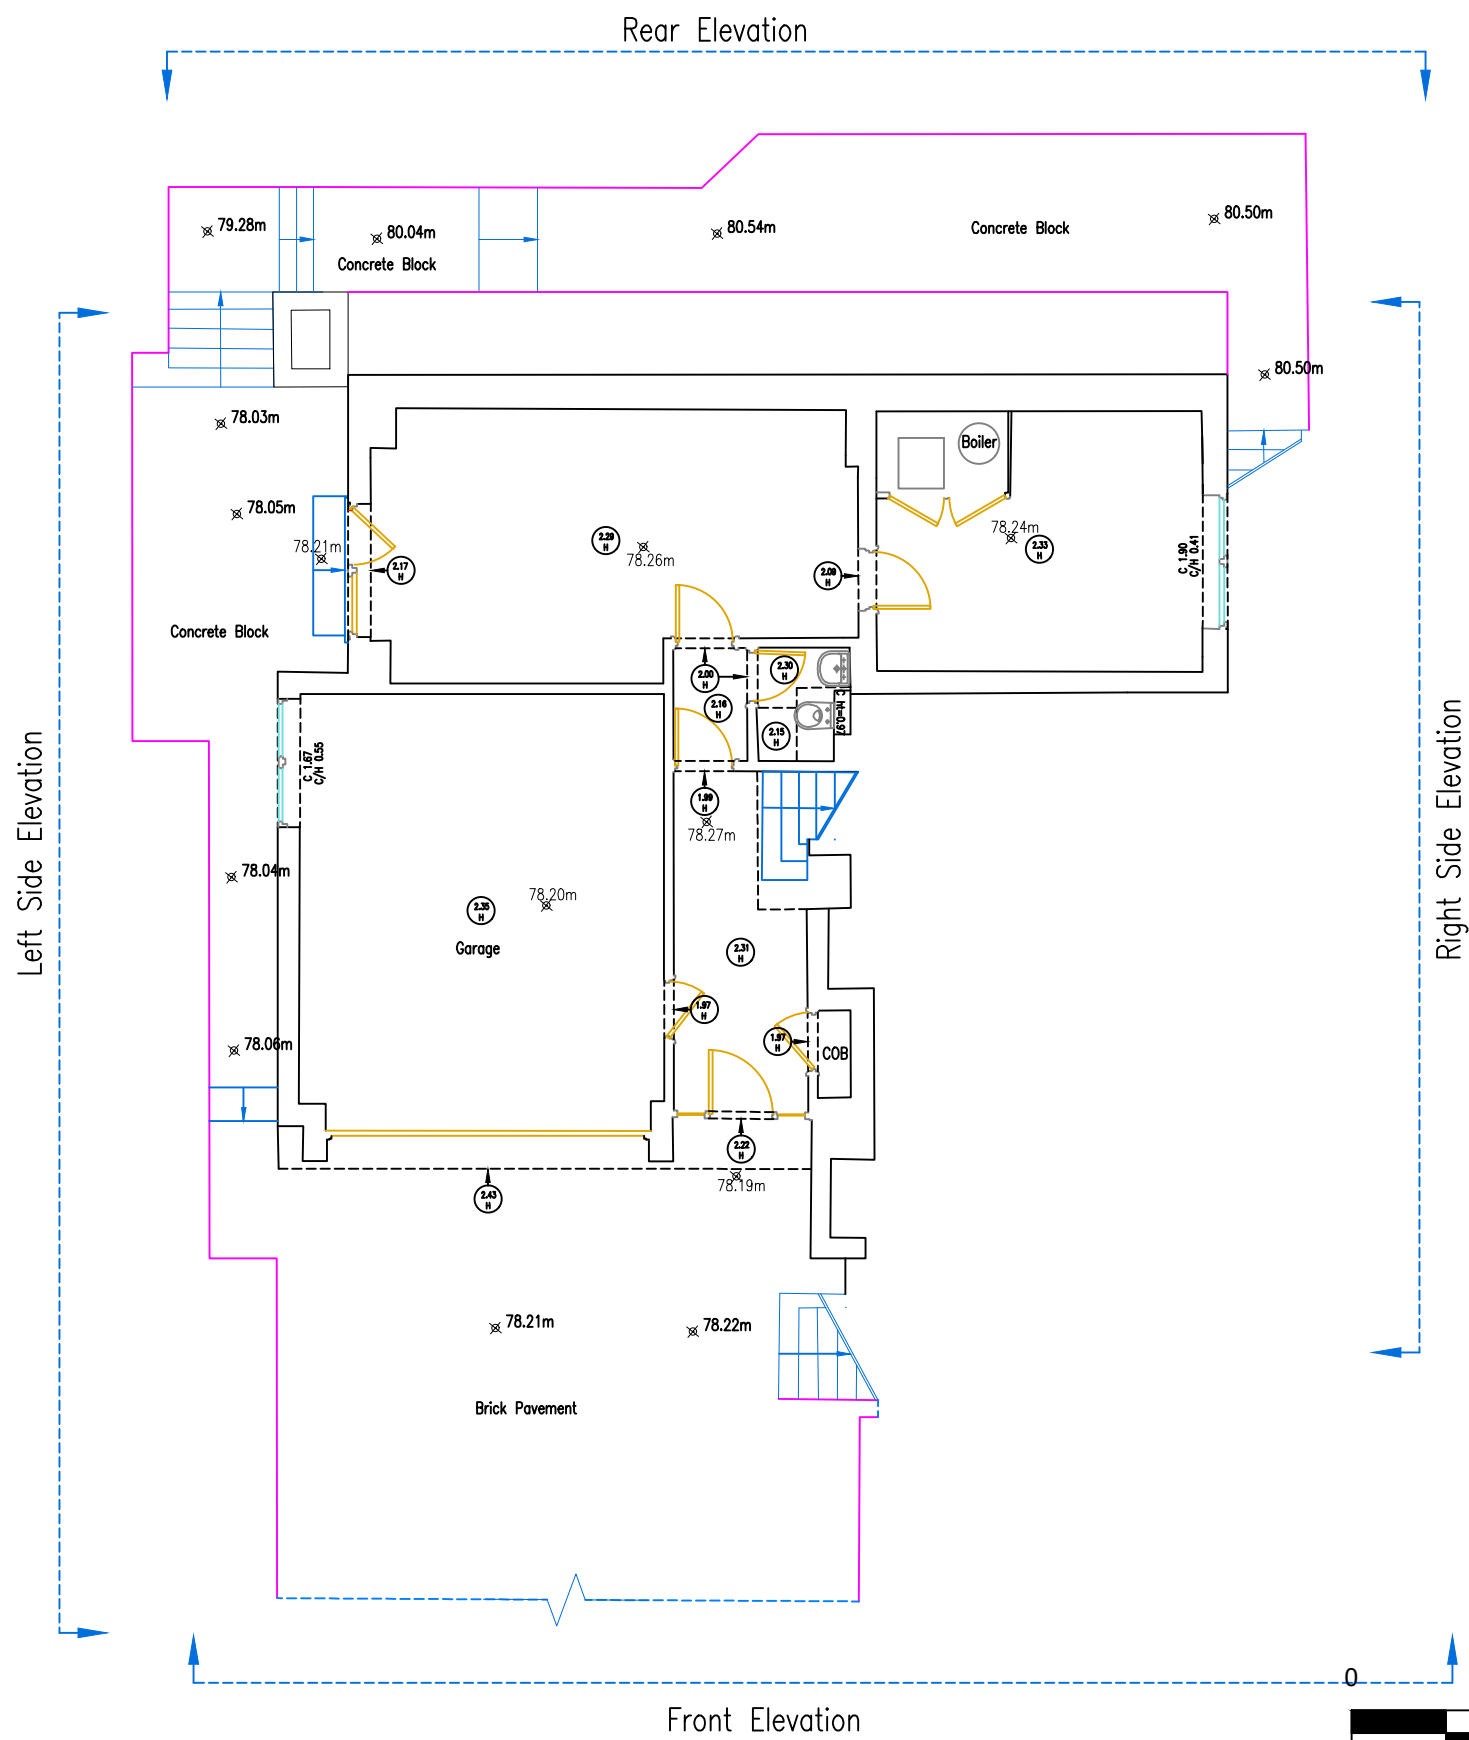 Rear Elevation
79.28m
80.04m
Concrete Block
80.54m
Concrete Block
80.50m
80.50m
78.03m
Boiler
78.05m
78.21m
2.17
H
2.29
H
78.26m
2.09
H
78.24m
2.33
H
C 1.90
C/H 0.41
Concrete Block
2.00
H
2.30
H
2.16
H
2.15
H
C ht=0.97
C 1.67
C/H 0.55
1.99
H
78.27m
Left Side Elevation
Right Side Elevation
78.04m
78.20m
2.35
H
Garage
2.31
H
1.97
H
1.97
H
COB
78.06m
2.22
H
78.19m
2.43
H
78.21m
78.22m
Brick Pavement
0
Front Elevation